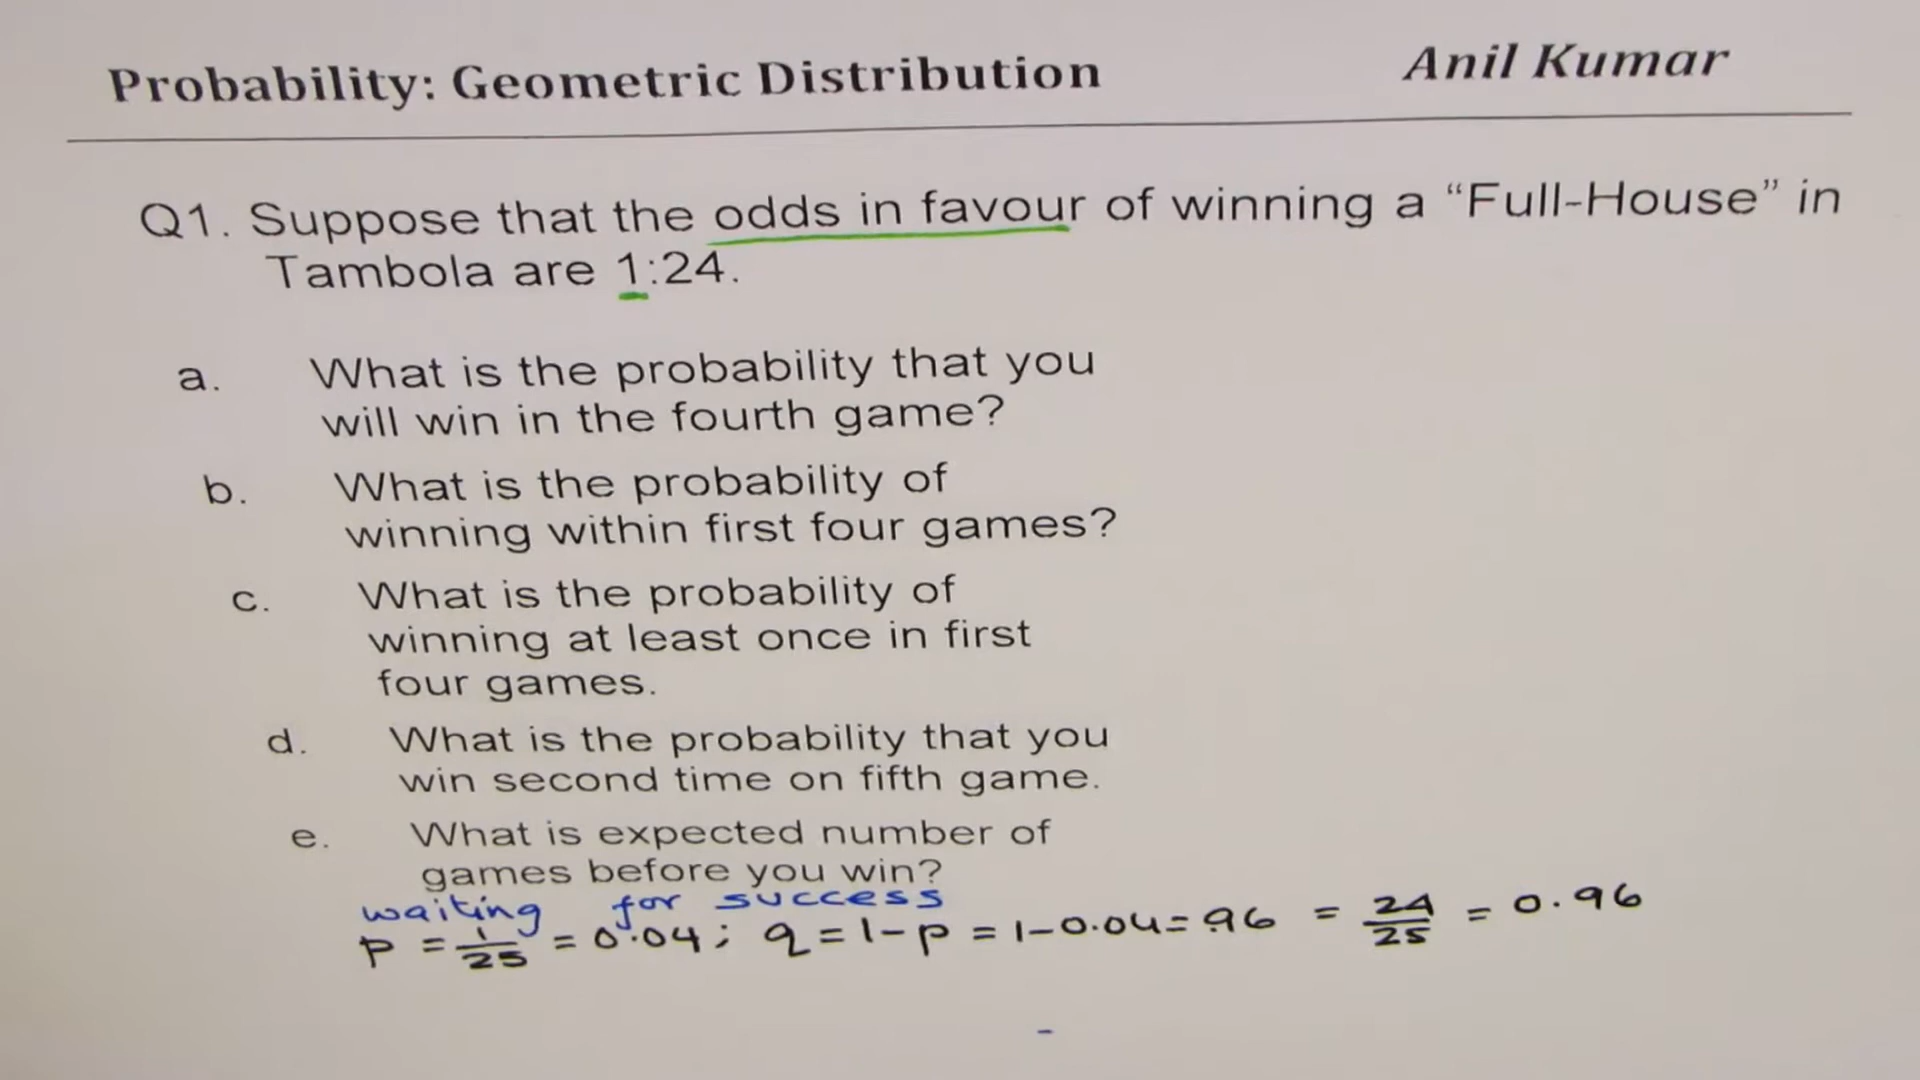 Probability: Geometric Distribution
Anil Kumar
Q1. Suppose that the odds in favour of winning a “Full-House” in
Tambola are 1:24.
a. What is the probability that you
will win in the fourth game?
b. What is the probability of
winning within first four games?
c. What is the probability of
winning at least once in first
four games.
d. What is the probability that you
win second time on fifth game.
e. What is expected number of
games before you win?
waiting for success
p = 1/25 = 0.04; q = 1-p = 1-0.04 = .96 = 24/25 = 0.96